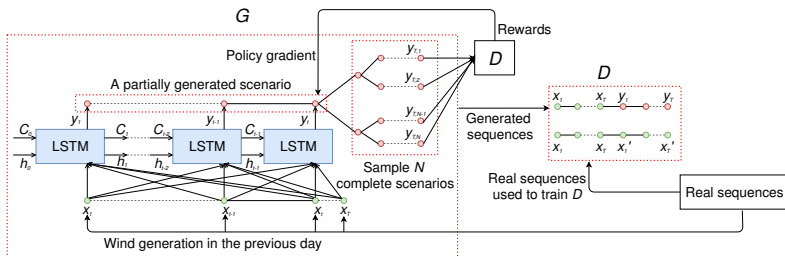 G
Rewards
Policy gradient
y_{T,1}
y_{T,2}
y_{T,N-1}
y_{T,N}
D
A partially generated scenario
y_1
y_{t-1}
y_t
C_0
C_1
C_{t-2}
C_{t-1}
LSTM
LSTM
LSTM
h_0
h_1
h_{t-2}
h_{t-1}
Sample N
complete scenarios
x_1
x_{t-1}
x_t
x_T
Wind generation in the previous day
Generated
sequences
D
x_1 x_T y_1 y_T
x_1 x_T x_1' x_T'
Real sequences
used to train D
Real sequences